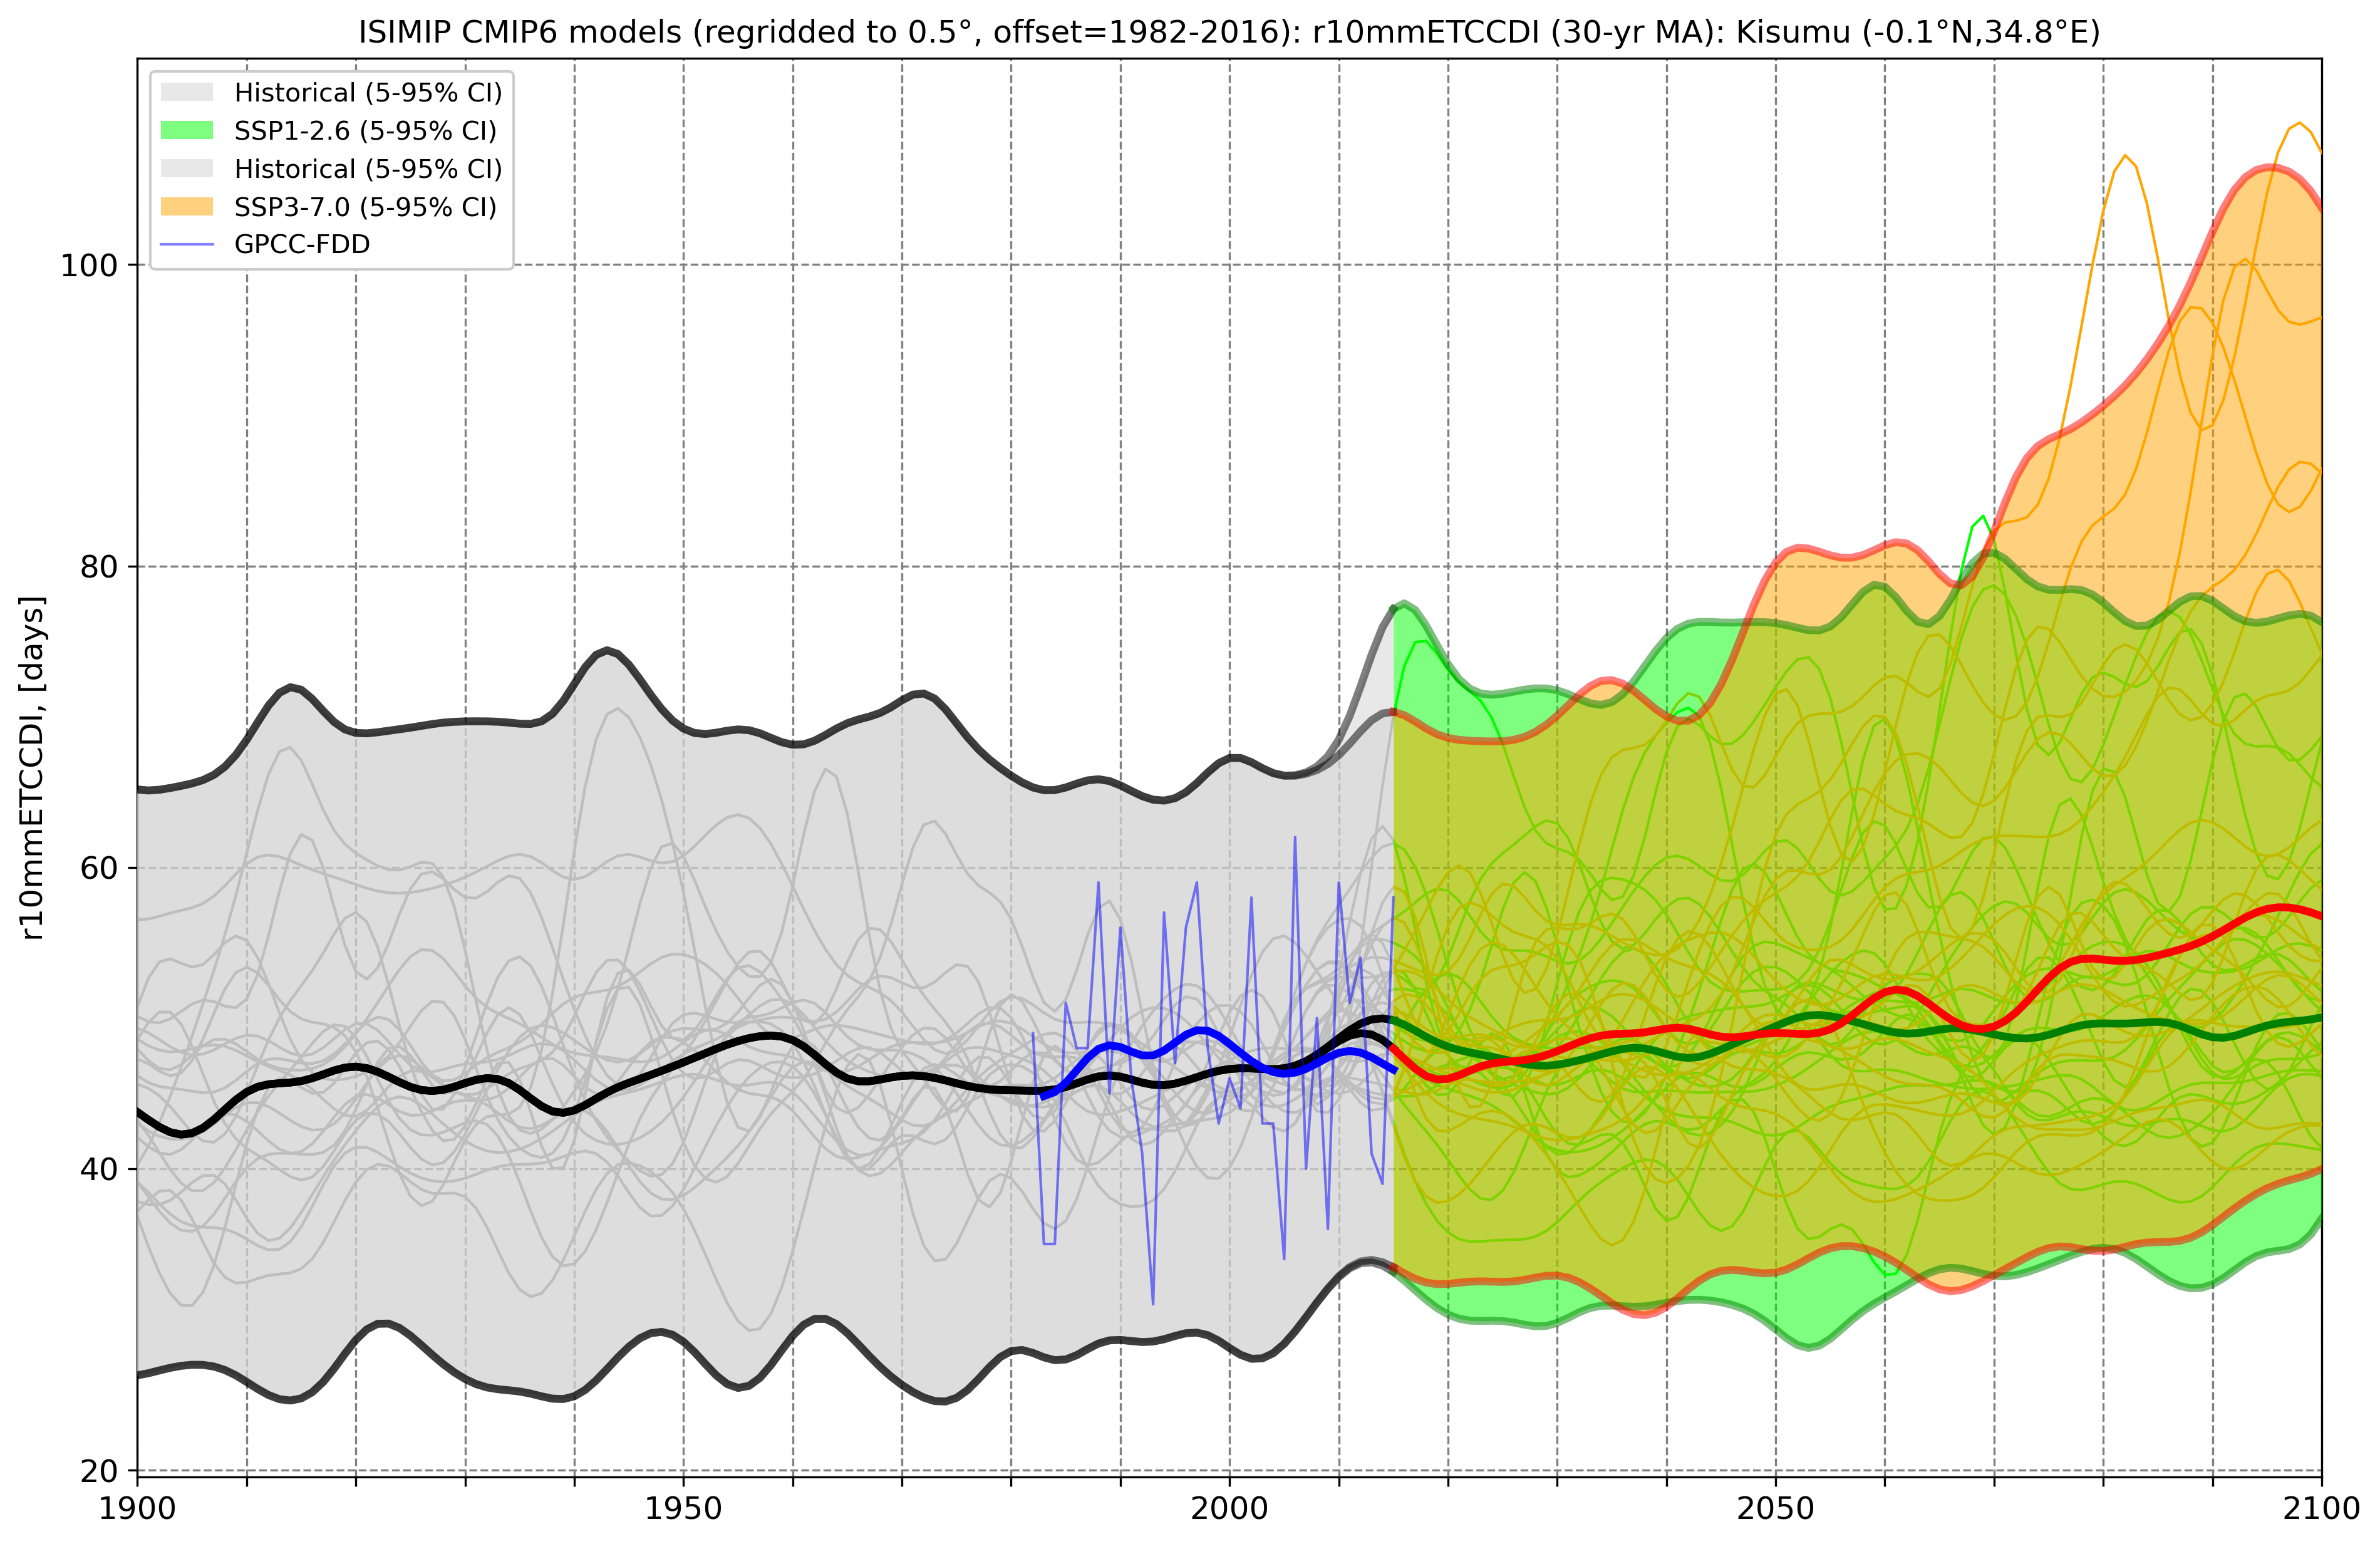 ISIMIP CMIP6 models (regridded to 0.5°, offset=1982-2016): r10mmETCCDI (30-yr MA): Kisumu (-0.1°N,34.8°E)
Historical (5-95% CI)
SSP1-2.6 (5-95% CI)
Historical (5-95% CI)
SSP3-7.0 (5-95% CI)
GPCC-FDD
r10mmETCCDI, [days]
100
80
60
40
20
1900
1950
2000
2050
2100